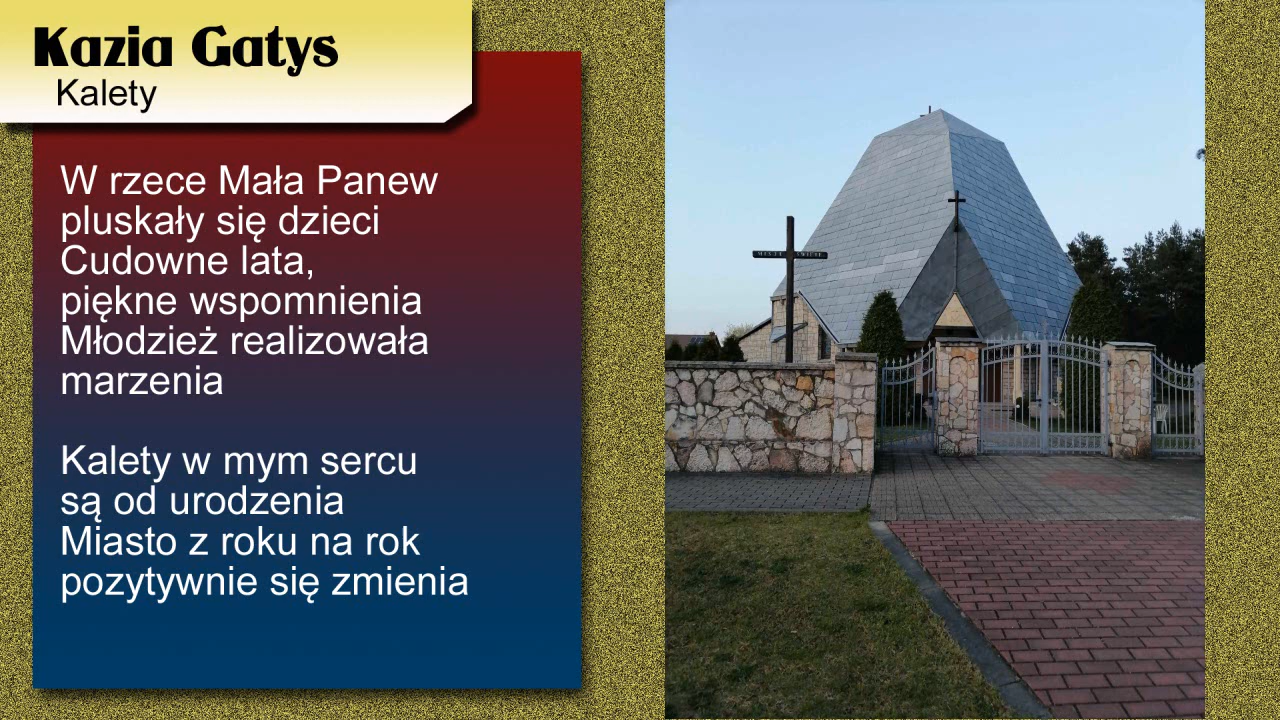 Kazia Gatys
Kalety
W rzece Mała Panew
pluskały się dzieci
Cudowne lata,
piękne wspomnienia
Młodzież realizowała
marzenia
Kalety w mym sercu
są od urodzenia
Miasto z roku na rok
pozytywnie się zmienia